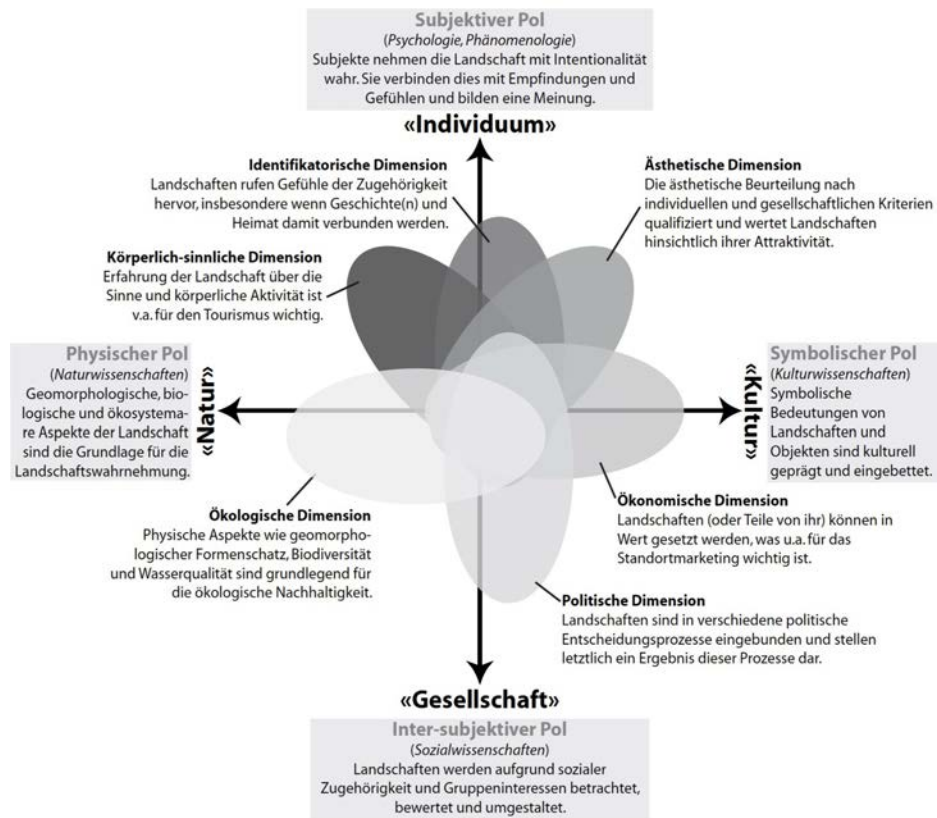 Subjektiver Pol
(Psychologie, Phänomenologie)
Subjekte nehmen die Landschaft mit Intentionalität
wahr. Sie verbinden dies mit Empfindungen und
Gefühlen und bilden eine Meinung.
«Individuum»
Identifikatorische Dimension
Landschaften rufen Gefühle der Zugehörigkeit
hervor, insbesondere wenn Geschichte(n) und
Heimat damit verbunden werden.
Ästhetische Dimension
Die ästhetische Beurteilung nach
individuellen und gesellschaftlichen Kriterien
qualifiziert und wertet Landschaften
hinsichtlich ihrer Attraktivität.
Körperlich-sinnliche Dimension
Erfahrung der Landschaft über die
Sinne und körperliche Aktivität ist
v.a. für den Tourismus wichtig.
Physischer Pol
(Naturwissenschaften)
Geomorphologische, bio-
logische und ökosystema-
re Aspekte der Landschaft
sind die Grundlage für die
Landschaftswahrnehmung.
«Natur»
«Kultur»
Symbolischer Pol
(Kulturwissenschaften)
Symbolische
Bedeutungen von
Landschaften und
Objekten sind kulturell
geprägt und eingebettet.
Ökologische Dimension
Physische Aspekte wie geomorpho-
logischer Formenschatz, Biodiversität
und Wasserqualität sind grundlegend für
die ökologische Nachhaltigkeit.
Ökonomische Dimension
Landschaften (oder Teile von ihr) können in
Wert gesetzt werden, was u.a. für das
Standortmarketing wichtig ist.
Politische Dimension
Landschaften sind in verschiedene politische
Entscheidungsprozesse eingebunden und stellen
letztlich ein Ergebnis dieser Prozesse dar.
«Gesellschaft»
Inter-subjektiver Pol
(Sozialwissenschaften)
Landschaften werden aufgrund sozialer
Zugehörigkeit und Gruppeninteressen betrachtet,
bewertet und umgestaltet.